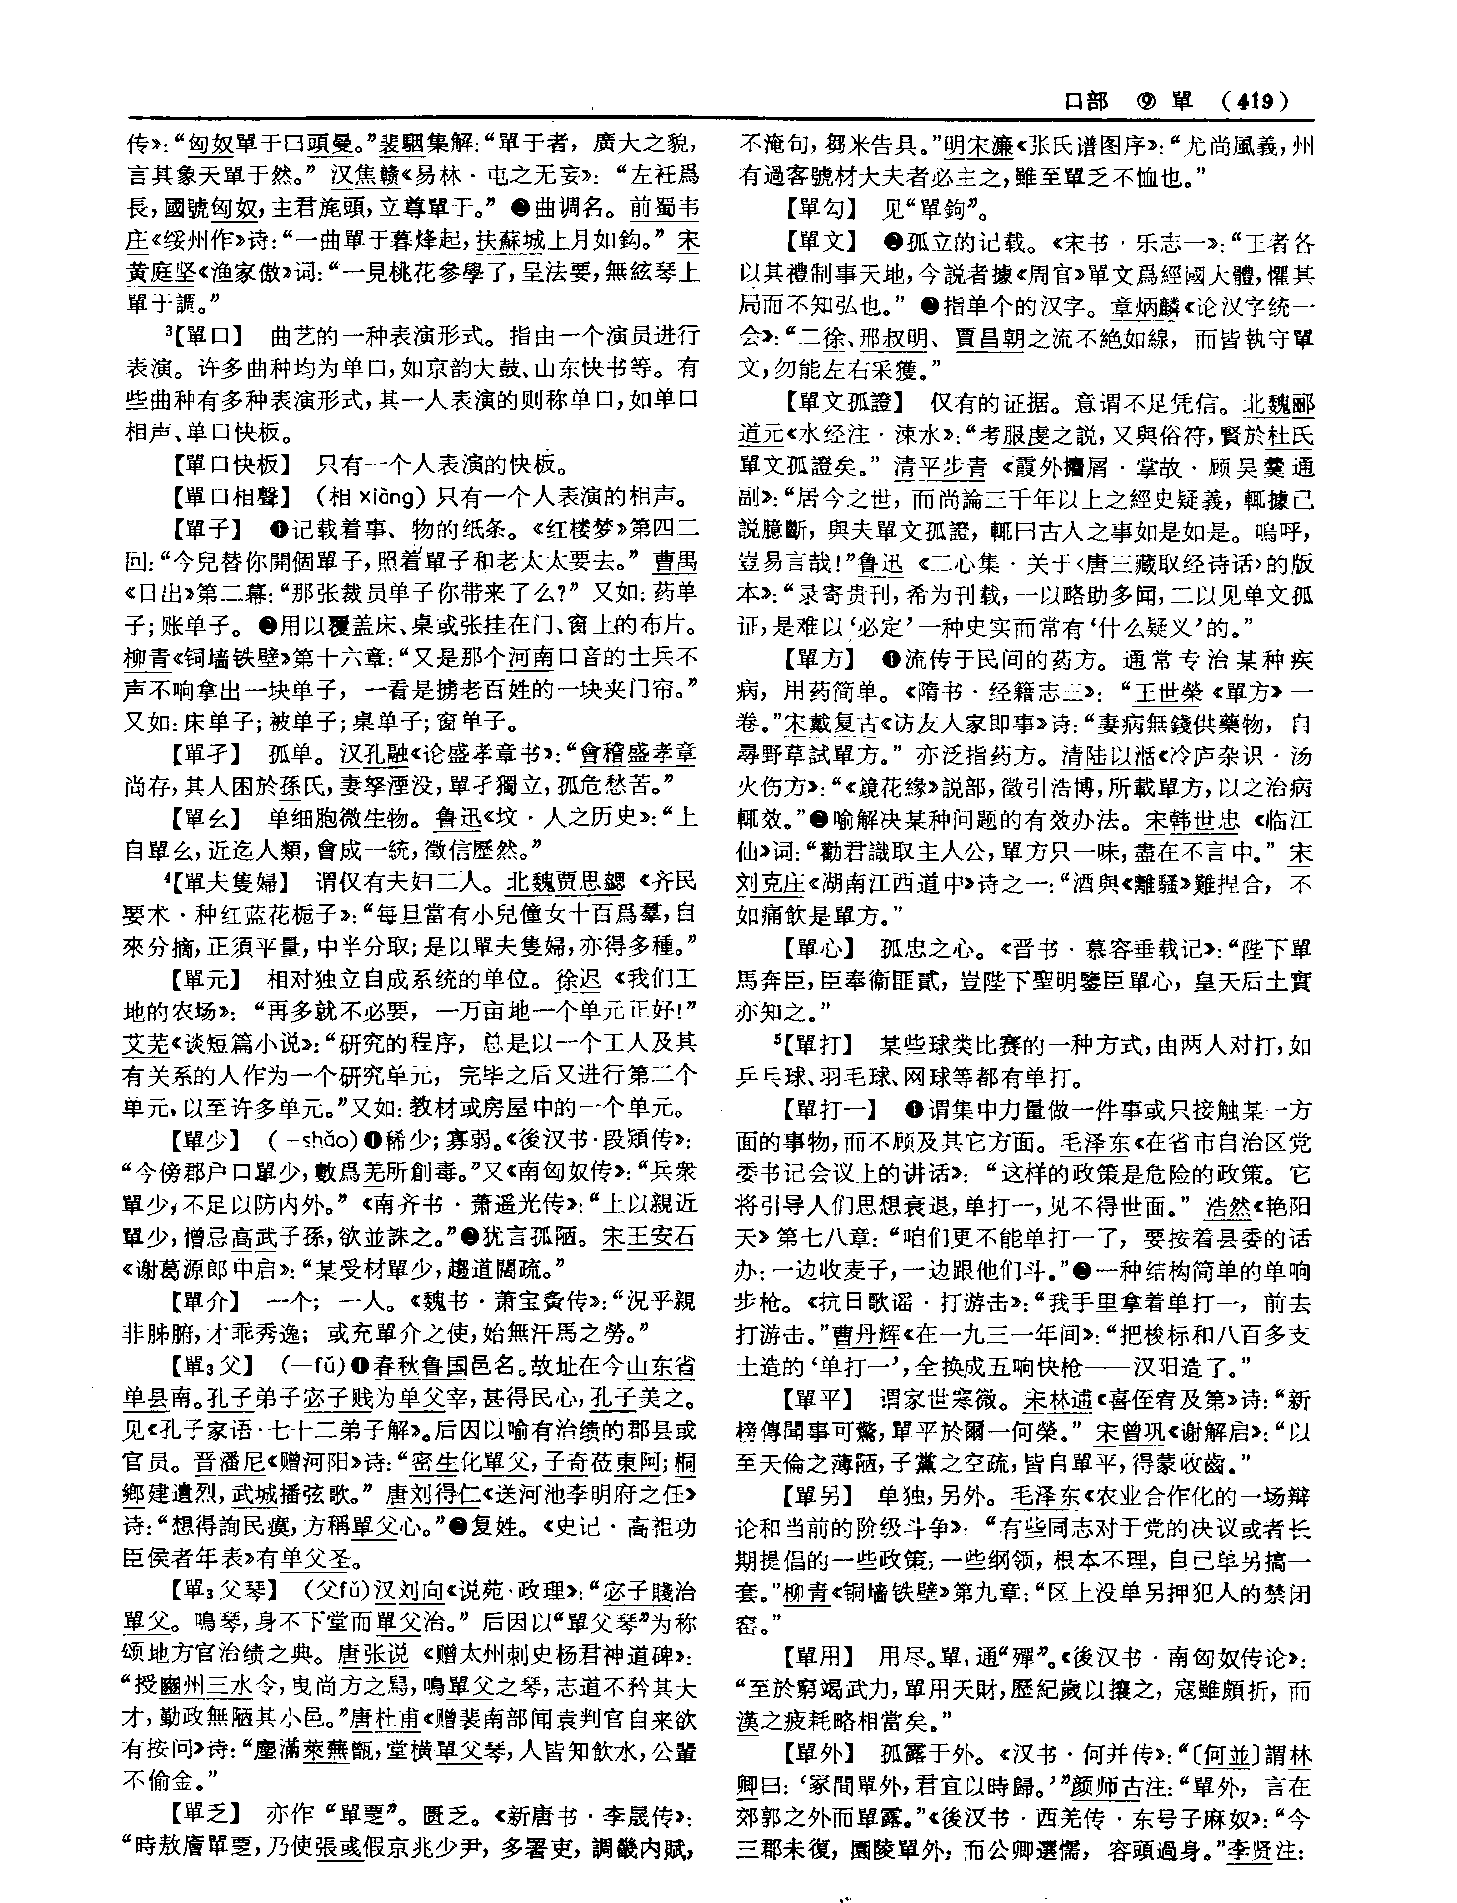 口部 ⑨ 單 (419)
传》:“匈奴單于曰頭曼。”裴駰集解:“單于者，廣大之貌，
言其象天單于然。” 汉焦赣《易林·屯之无妄》: “左衽爲
長，國號匈奴，主君旄頭，立尊單于。” ❷曲调名。前蜀韦
庄《绥州作》诗:“一曲單于暮烽起，扶蘇城上月如鈎。” 宋
黄庭坚《渔家傲》词:“一見桃花參學了，呈法要，無絃琴上
單于調。”
³【單口】 曲艺的一种表演形式。指由一个演员进行
表演。许多曲种均为单口，如京韵大鼓、山东快书等。有
些曲种有多种表演形式，其一人表演的则称单口，如单口
相声、单口快板。
【單口快板】 只有一个人表演的快板。
【單口相聲】 (相 xiàng) 只有一个人表演的相声。
【單子】 ❶记载着事、物的纸条。《红楼梦》第四二
回:“今兒替你開個單子，照着單子和老太太要去。” 曹禺
《日出》第二幕:“那张裁员单子你带来了么?” 又如: 药单
子; 账单子。 ❷用以覆盖床、桌或张挂在门、窗上的布片。
柳青《铜墙铁壁》第十六章:“又是那个河南口音的士兵不
声不响拿出一块单子， 一看是掳老百姓的一块夹门帘。”
又如: 床单子; 被单子; 桌单子; 窗单子。
【單孑】 孤单。汉孔融《论盛孝章书》:“會稽盛孝章
尚存，其人困於孫氏，妻孥湮没，單孑獨立，孤危愁苦。”
【單幺】 单细胞微生物。鲁迅《坟·人之历史》:“上
自單幺，近迄人類，會成一统，徵信歷然。”
⁴【單夫隻婦】 谓仅有夫妇二人。北魏贾思勰《齐民
要术·种红蓝花栀子》:“每旦當有小兒僮女十百爲羣，自
來分摘，正須平量，中半分取; 是以單夫隻婦，亦得多種。”
【單元】 相对独立自成系统的单位。徐迟《我们工
地的农场》: “再多就不必要， 一万亩地一个单元正好!”
艾芜《谈短篇小说》:“研究的程序， 总是以一个工人及其
有关系的人作为一个研究单元， 完毕之后又进行第二个
单元，以至许多单元。”又如: 教材或房屋中的一个单元。
【單少】 (—shǎo)❶稀少; 寡弱。《後汉书·段颎传》:
“今傍郡户口單少，數爲羌所創毒。”又《南匈奴传》:“兵衆
單少，不足以防内外。” 《南齐书·萧遥光传》:“上以親近
單少，憎忌高武子孫，欲並誅之。”❷犹言孤陋。宋王安石
《谢葛源郎中启》:“某受材單少，趨道闊疏。”
【單介】 一个; 一人。《魏书·萧宝夤传》:“況乎親
非肺腑，才乖秀逸; 或充單介之使，始無汗馬之勞。”
【單₃父】 (—fǔ)❶春秋鲁国邑名。故址在今山东省
单县南。孔子弟子宓子贱为单父宰，甚得民心，孔子美之。
见《孔子家语·七十二弟子解》。后因以喻有治绩的郡县或
官员。晋潘尼《赠河阳》诗:“密生化單父，子奇莅東阿; 桐
鄉建遺烈，武城播弦歌。” 唐刘得仁《送河池李明府之任》
诗:“想得詢民瘼，方稱單父心。”❷复姓。《史记·高祖功
臣侯者年表》有单父圣。
【單₃父琴】 (父fǔ)汉刘向《说苑·政理》:“宓子賤治
單父。鳴琴，身不下堂而單父治。” 后因以“單父琴”为称
颂地方官治绩之典。唐张说 《赠太州刺史杨君神道碑》:
“授豳州三水令，曳尚方之舄，鳴單父之琴，志道不矜其大
才，勤政無陋其小邑。”唐杜甫《赠裴南部闻袁判官自来欲
有按问》诗:“塵滿萊蕪甑，堂横單父琴，人皆知飲水，公輩
不偷金。”
【單乏】 亦作“單覂”。匮乏。《新唐书·李晟传》:
“時敖廥單覂，乃使張彧假京兆少尹，多署吏，調畿内賦，
不淹旬，芻米告具。”明宋濂《张氏谱图序》:“尤尚風義，州
有過客號材大夫者必主之，雖至單乏不恤也。”
【單勾】 见“單鉤”。
【單文】 ❶孤立的记载。《宋书·乐志一》:“王者各
以其禮制事天地，今説者據《周官》單文爲經國大體，懼其
局而不知弘也。” ❷指单个的汉字。章炳麟《论汉字统一
会》:“二徐、邢叔明、賈昌朝之流不絶如線， 而皆執守單
文，勿能左右采獲。”
【單文孤證】 仅有的证据。意谓不足凭信。北魏郦
道元《水经注·涑水》:“考服虔之説，又與俗符，賢於杜氏
單文孤證矣。” 清平步青《霞外攟屑·掌故·顾吴羹通
副》:“居今之世，而尚論三千年以上之經史疑義，輒據己
説臆斷，與夫單文孤證，輒曰古人之事如是如是。嗚呼，
豈易言哉!”鲁迅《二心集·关于〈唐三藏取经诗话〉的版
本》:“录寄贵刊，希为刊载，一以略助多闻，二以见单文孤
证，是难以‘必定’一种史实而常有‘什么疑义’的。”
【單方】 ❶流传于民间的药方。通常专治某种疾
病，用药简单。《隋书·经籍志三》: “王世榮《單方》一
卷。”宋戴复古《访友人家即事》诗:“妻病無錢供藥物，自
尋野草試單方。” 亦泛指药方。清陆以湉《冷庐杂识·汤
火伤方》:“《鏡花緣》説部，徵引浩博，所載單方，以之治病
輒效。”❷喻解决某种问题的有效办法。宋韩世忠《临江
仙》词:“勸君識取主人公，單方只一味，盡在不言中。” 宋
刘克庄《湖南江西道中》诗之一:“酒與《離騷》難捏合， 不
如痛飲是單方。”
【單心】 孤忠之心。《晋书·慕容垂载记》:“陛下單
馬奔臣，臣奉衛匪貳，豈陛下聖明鑒臣單心，皇天后土實
亦知之。”
⁵【單打】 某些球类比赛的一种方式，由两人对打，如
乒乓球、羽毛球、网球等都有单打。
【單打一】 ❶谓集中力量做一件事或只接触某一方
面的事物，而不顾及其它方面。毛泽东《在省市自治区党
委书记会议上的讲话》: “这样的政策是危险的政策。它
将引导人们思想衰退，单打一，见不得世面。” 浩然《艳阳
天》第七八章: “咱们更不能单打一了， 要按着县委的话
办: 一边收麦子，一边跟他们斗。”❷一种结构简单的单响
步枪。《抗日歌谣·打游击》:“我手里拿着单打一，前去
打游击。”曹丹辉《在一九三一年间》:“把梭标和八百多支
土造的‘单打一’，全换成五响快枪——汉阳造了。”
【單平】 谓家世寒微。宋林逋《喜侄宥及第》诗:“新
榜傳聞事可驚，單平於爾一何榮。” 宋曾巩《谢解启》:“以
至天倫之薄陋，子黨之空疏，皆自單平，得蒙收齒。”
【單另】 单独，另外。毛泽东《农业合作化的一场辩
论和当前的阶级斗争》: “有些同志对于党的决议或者长
期提倡的一些政策，一些纲领，根本不理，自己单另搞一
套。”柳青《铜墙铁壁》第九章:“区上没单另押犯人的禁闭
窑。”
【單用】 用尽。單，通“殫”。《後汉书·南匈奴传论》:
“至於窮竭武力，單用天財，歷紀歲以攘之，寇雖頗折，而
漢之疲耗略相當矣。”
【單外】 孤露于外。《汉书·何并传》:“〔何並〕謂林
卿曰: ‘冢間單外，君宜以時歸。’”颜师古注:“單外， 言在
郊郭之外而單露。”《後汉书·西羌传·东号子麻奴》:“今
三郡未復，園陵單外，而公卿選懦， 容頭過身。”李贤注: